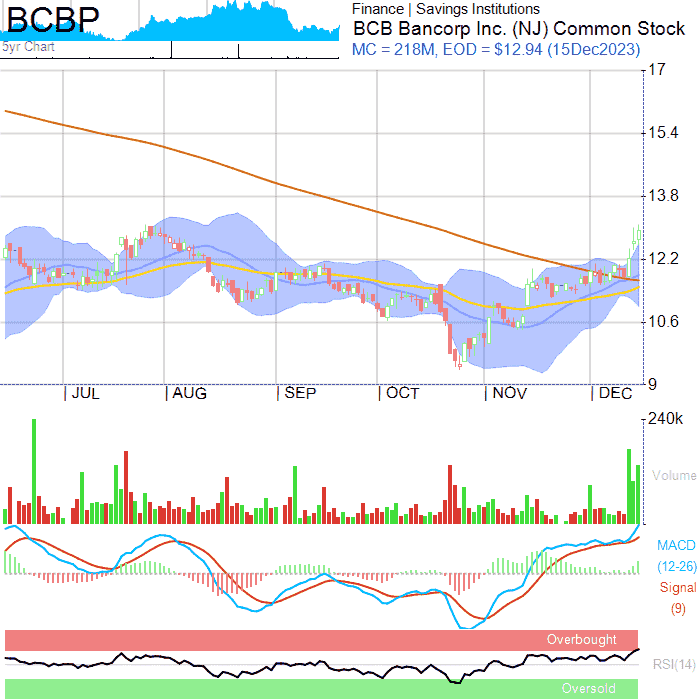 BCBP
5yr Chart
Finance | Savings Institutions
BCB Bancorp Inc. (NJ) Common Stock
MC = 218M, EOD = $12.94 (15Dec2023)
17
15.4
13.8
12.2
10.6
9
JUL AUG SEP OCT NOV DEC
240k
Volume
MACD
(12-26)
Signal
(9)
Overbought
RSI(14)
Oversold